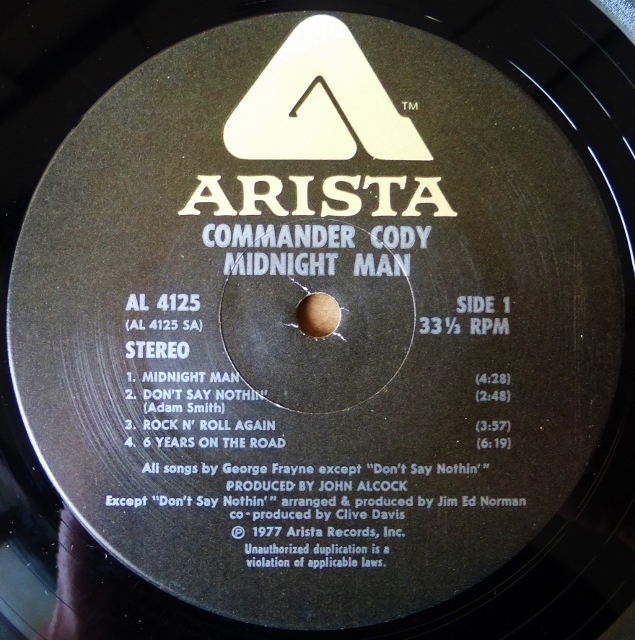 TM
ARISTA
COMMANDER CODY
MIDNIGHT MAN
AL 4125
(AL 4125 SA)
STEREO
SIDE 1
33⅓ RPM
1. MIDNIGHT MAN (4:28)
2. DON'T SAY NOTHIN' (2:48)
(Adam Smith)
3. ROCK N' ROLL AGAIN (3:57)
4. 6 YEARS ON THE ROAD (6:19)
All songs by George Frayne except "Don't Say Nothin'"
PRODUCED BY JOHN ALCOCK
Except "Don't Say Nothin'" arranged & produced by Jim Ed Norman
co-produced by Clive Davis
℗ 1977 Arista Records, Inc.
Unauthorized duplication is a
violation of applicable laws.